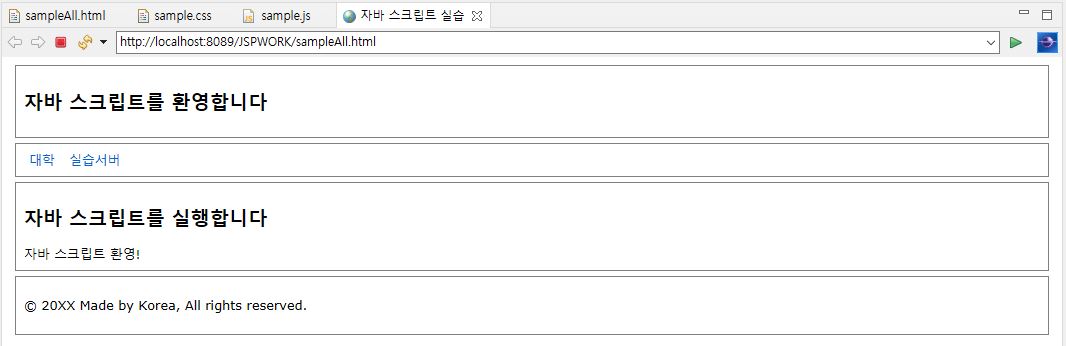 sampleAll.html sample.css sample.js 자바 스크립트 실습
http://localhost:8089/JSPWORK/sampleAll.html
자바 스크립트를 환영합니다
대학 실습서버
자바 스크립트를 실행합니다
자바 스크립트 환영!
© 20XX Made by Korea, All rights reserved.